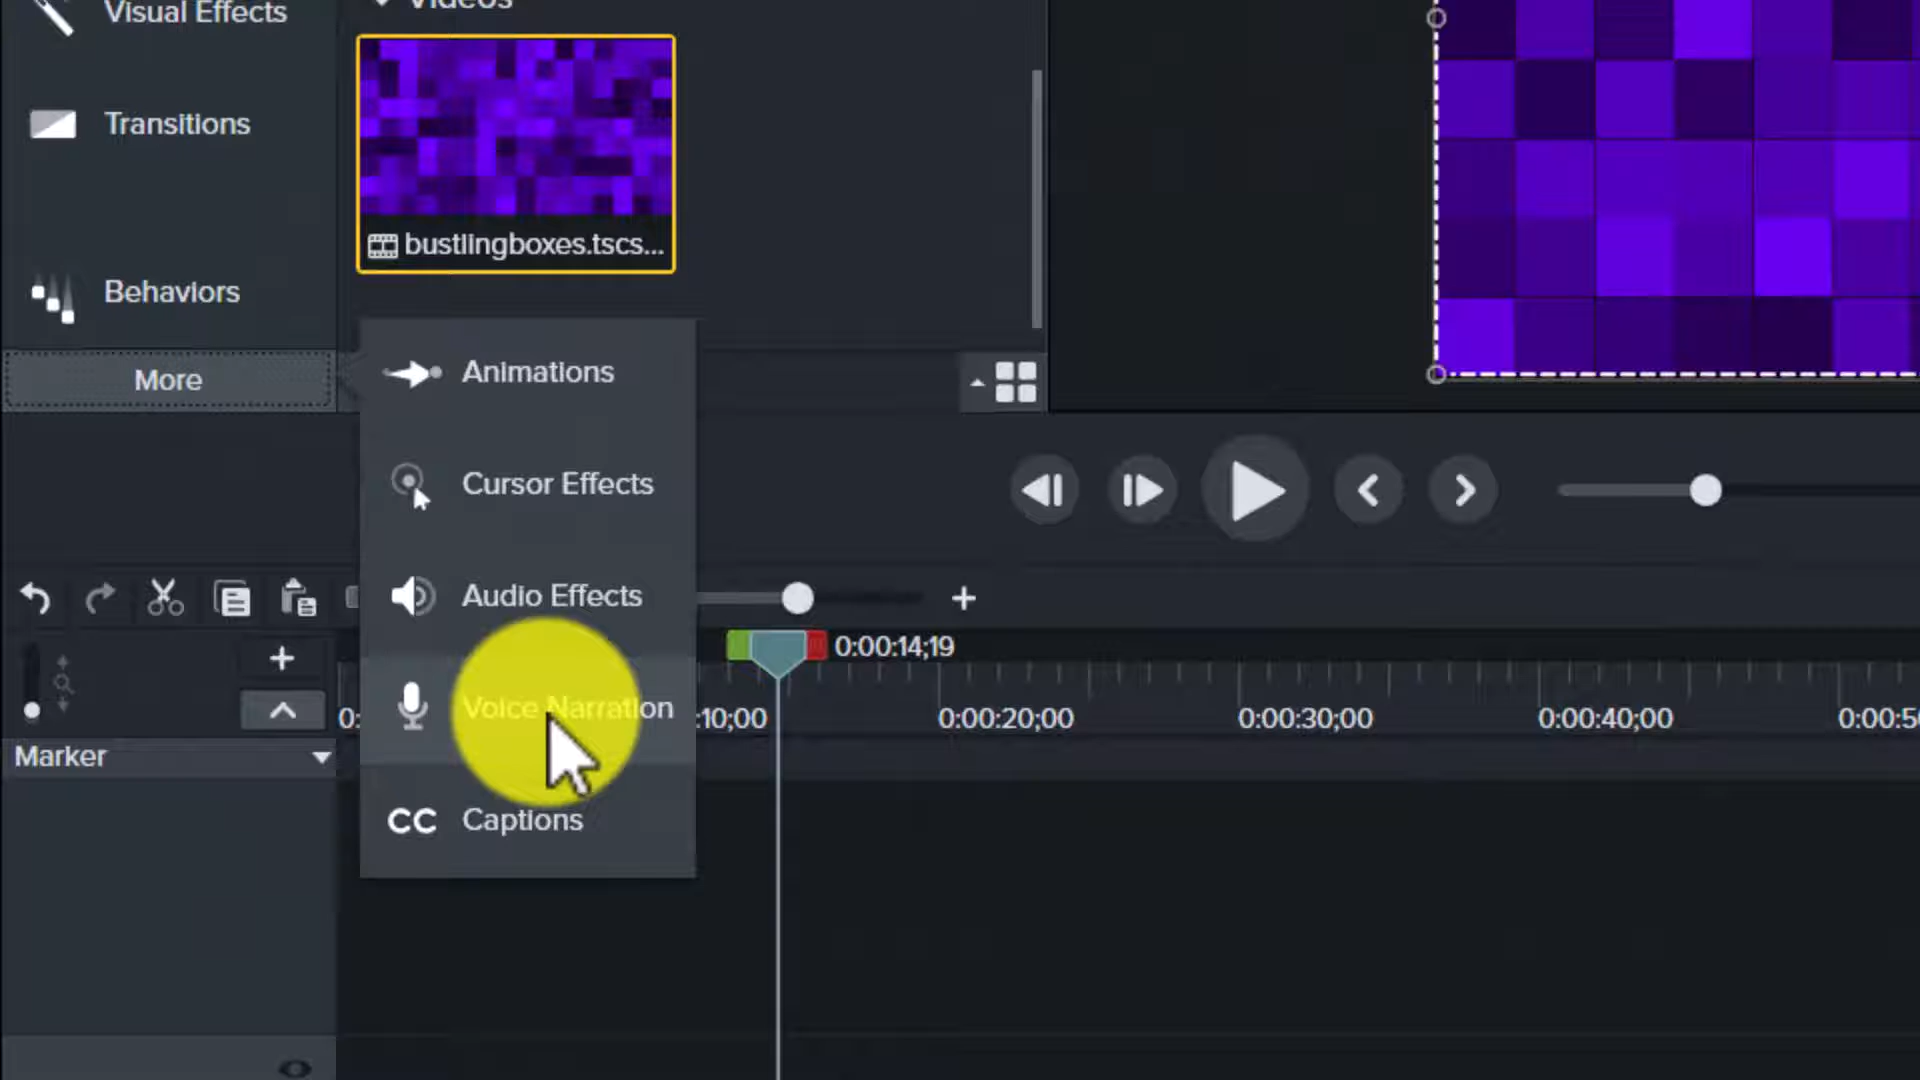 Visual Effects
Videos
Transitions
bustlingboxes.tscs...
Behaviors
More
Animations
Cursor Effects
Audio Effects
0:00:14;19
Voice Narration
0:
:10;00
0:00:20;00
0:00:30;00
0:00:40;00
0:00:5
Marker
CC Captions